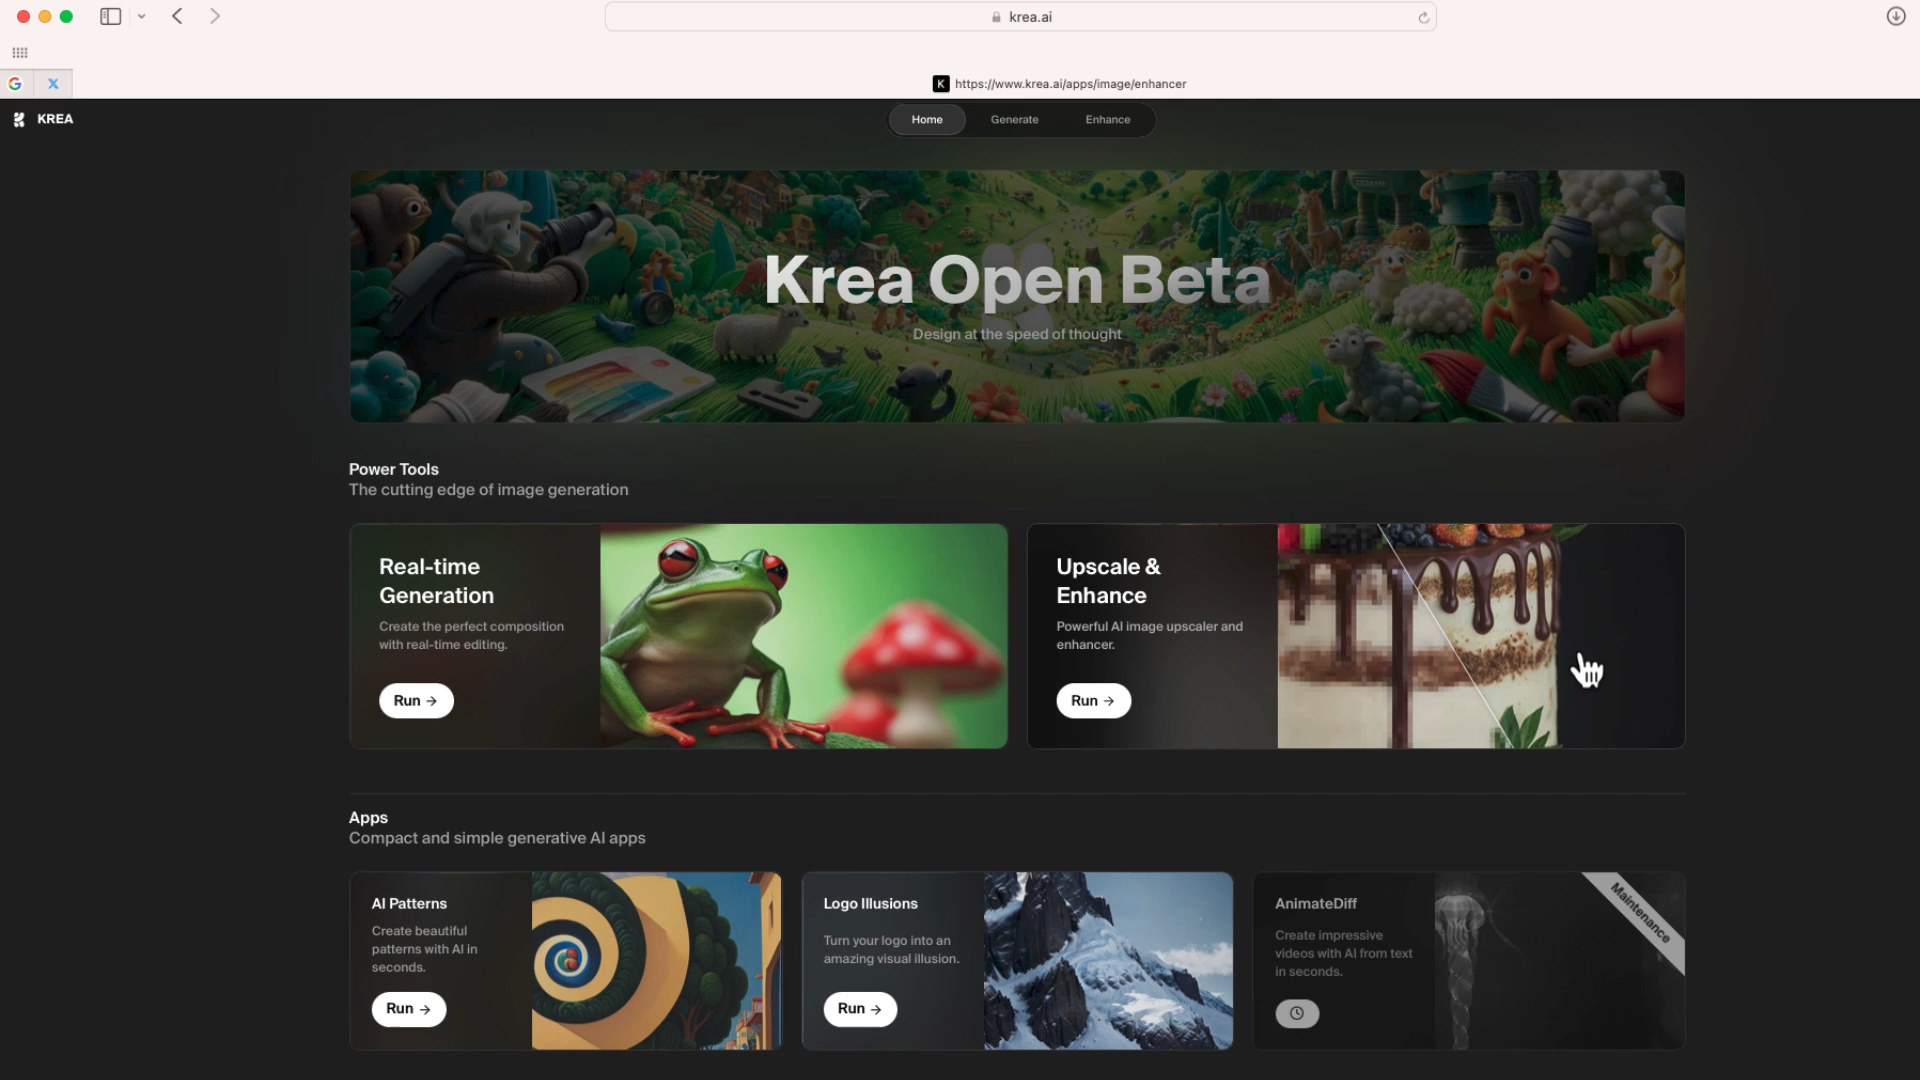 krea.ai
K https://www.krea.ai/apps/image/enhancer
KREA
Home
Generate
Enhance
Krea Open Beta
Design at the speed of thought
Power Tools
The cutting edge of image generation
Real-time
Generation
Create the perfect composition
with real-time editing.
Run →
Upscale &
Enhance
Powerful AI image upscaler and
enhancer.
Run →
Apps
Compact and simple generative AI apps
AI Patterns
Create beautiful
patterns with AI in
seconds.
Run →
Logo Illusions
Turn your logo into an
amazing visual illusion.
Run →
AnimateDiff
Create impressive
videos with AI from text
in seconds.
Maintenance